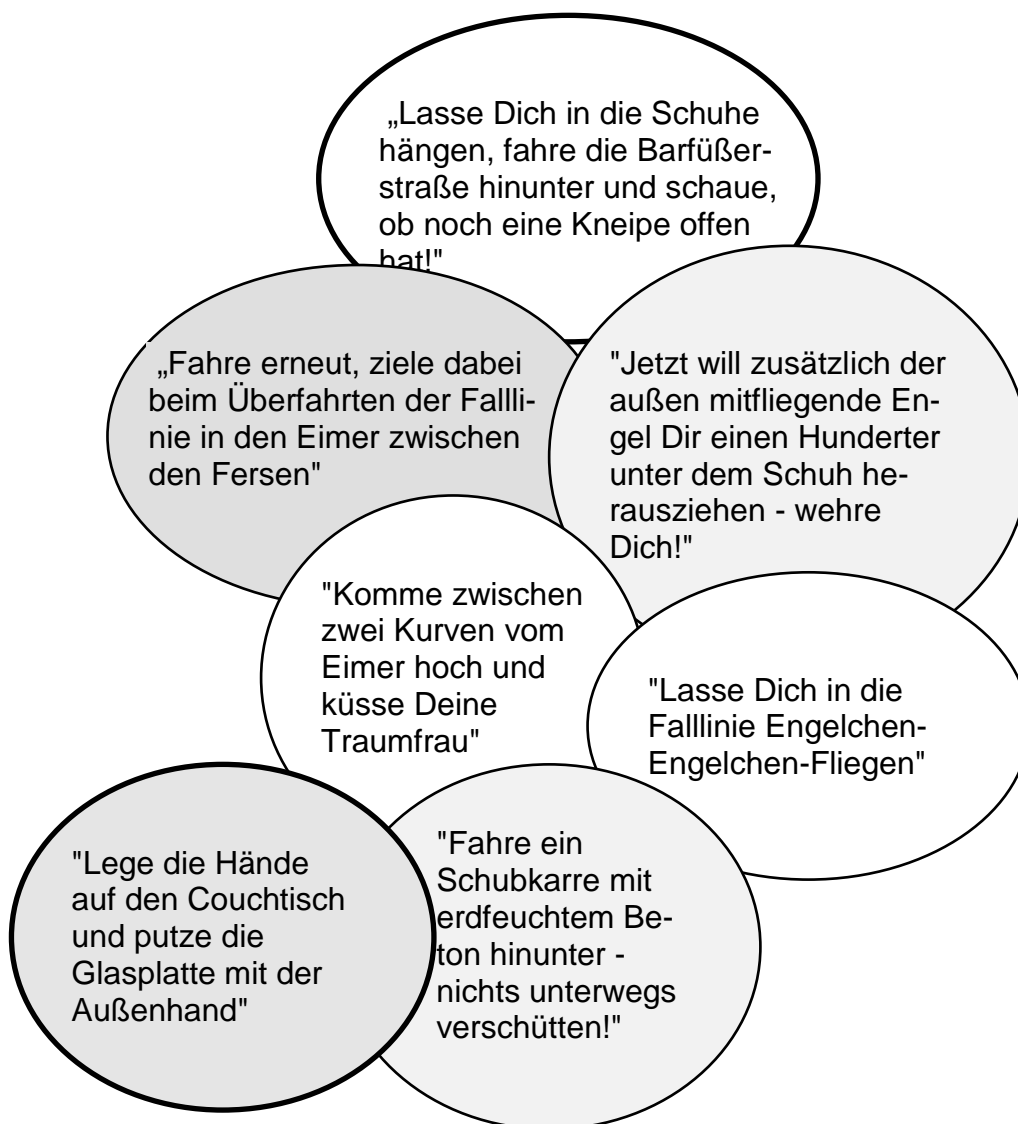 „Lasse Dich in die Schuhe
hängen, fahre die Barfüßer-
straße hinunter und schaue,
ob noch eine Kneipe offen
hat!"
„Fahre erneut, ziele dabei
beim Überfahrten der Fallli-
nie in den Eimer zwischen
den Fersen"
"Jetzt will zusätzlich der
außen mitfliegende En-
gel Dir einen Hunderter
unter dem Schuh he-
rausziehen - wehre
Dich!"
"Komme zwischen
zwei Kurven vom
Eimer hoch und
küsse Deine
Traumfrau"
"Lasse Dich in die
Falllinie Engelchen-
Engelchen-Fliegen"
"Lege die Hände
auf den Couchtisch
und putze die
Glasplatte mit der
Außenhand"
"Fahre ein
Schubkarre mit
erdfeuchtem Be-
ton hinunter -
nichts unterwegs
verschütten!"